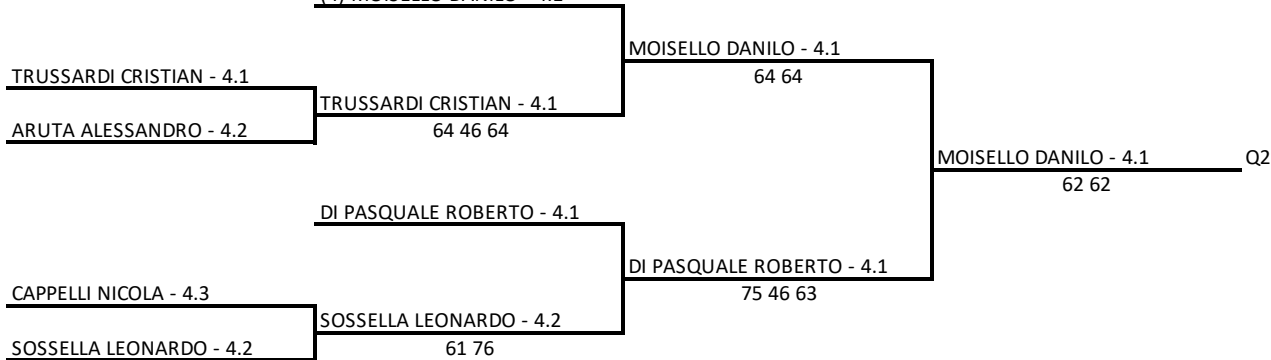 MOISELLO DANILO - 4.1
64 64
TRUSSARDI CRISTIAN - 4.1
TRUSSARDI CRISTIAN - 4.1
64 46 64
ARUTA ALESSANDRO - 4.2
MOISELLO DANILO - 4.1 Q2
62 62
DI PASQUALE ROBERTO - 4.1
DI PASQUALE ROBERTO - 4.1
75 46 63
CAPPELLI NICOLA - 4.3
SOSSELLA LEONARDO - 4.2
61 76
SOSSELLA LEONARDO - 4.2